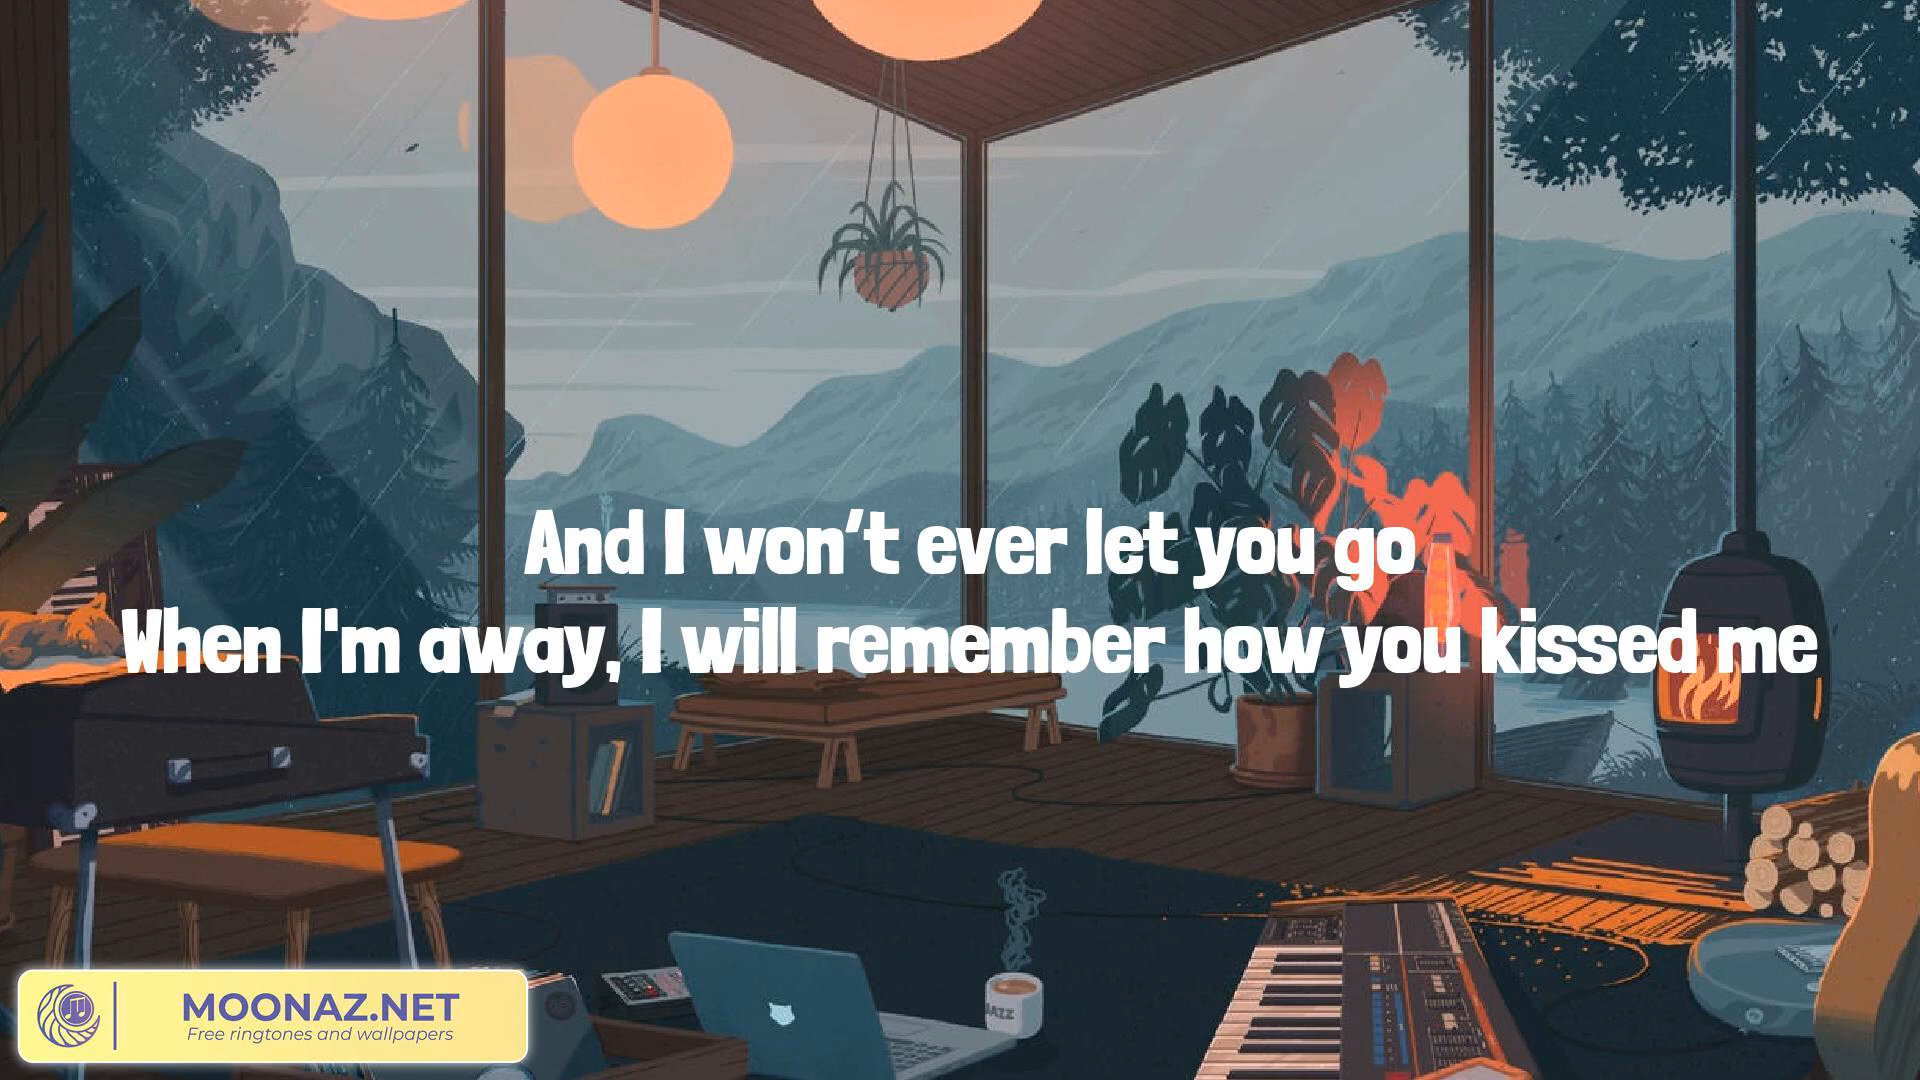 And I won't ever let you go
When I'm away, I will remember how you kissed me
JAZZ
MOONAZ.NET
Free ringtones and wallpapers